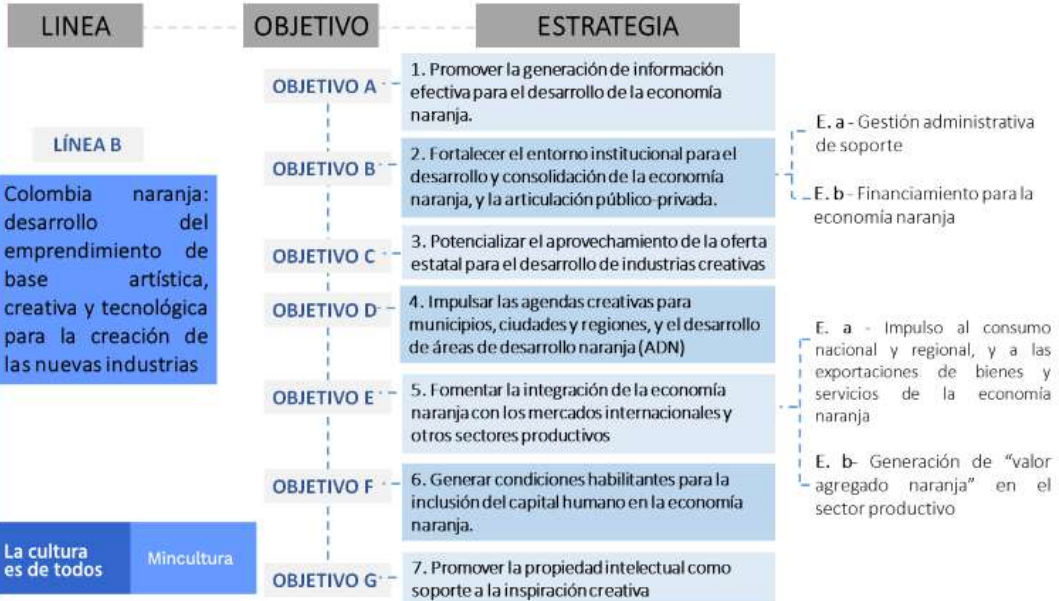 LINEA
OBJETIVO
ESTRATEGIA
LÍNEA B
Colombia naranja:
desarrollo del
emprendimiento de
base artística,
creativa y tecnológica
para la creación de
las nuevas industrias
OBJETIVO A
1. Promover la generación de información
efectiva para el desarrollo de la economía
naranja.
OBJETIVO B
2. Fortalecer el entorno institucional para el
desarrollo y consolidación de la economía
naranja, y la articulación público-privada.
E. a - Gestión administrativa
de soporte
E. b - Financiamiento para la
economía naranja
OBJETIVO C
3. Potencializar el aprovechamiento de la oferta
estatal para el desarrollo de industrias creativas
OBJETIVO D
4. Impulsar las agendas creativas para
municipios, ciudades y regiones, y el desarrollo
de áreas de desarrollo naranja (ADN)
OBJETIVO E
5. Fomentar la integración de la economía
naranja con los mercados internacionales y
otros sectores productivos
E. a - Impulso al consumo
nacional y regional, y a las
exportaciones de bienes y
servicios de la economía
naranja
E. b- Generación de “valor
agregado naranja” en el
sector productivo
OBJETIVO F
6. Generar condiciones habilitantes para la
inclusión del capital humano en la economía
naranja.
OBJETIVO G
7. Promover la propiedad intelectual como
soporte a la inspiración creativa
La cultura
es de todos
Mincultura